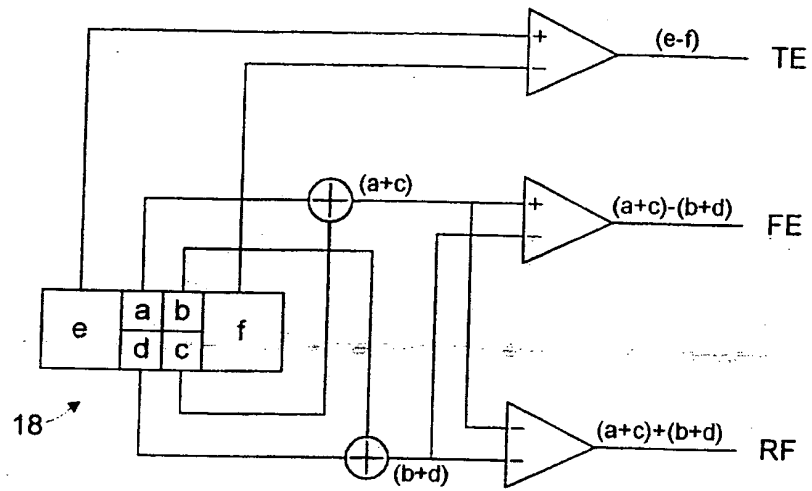 +
−
(e-f)
TE
(a+c)
+
−
(a+c)-(b+d)
FE
e
a
b
f
d
c
18
(b+d)
−
−
(a+c)+(b+d)
RF